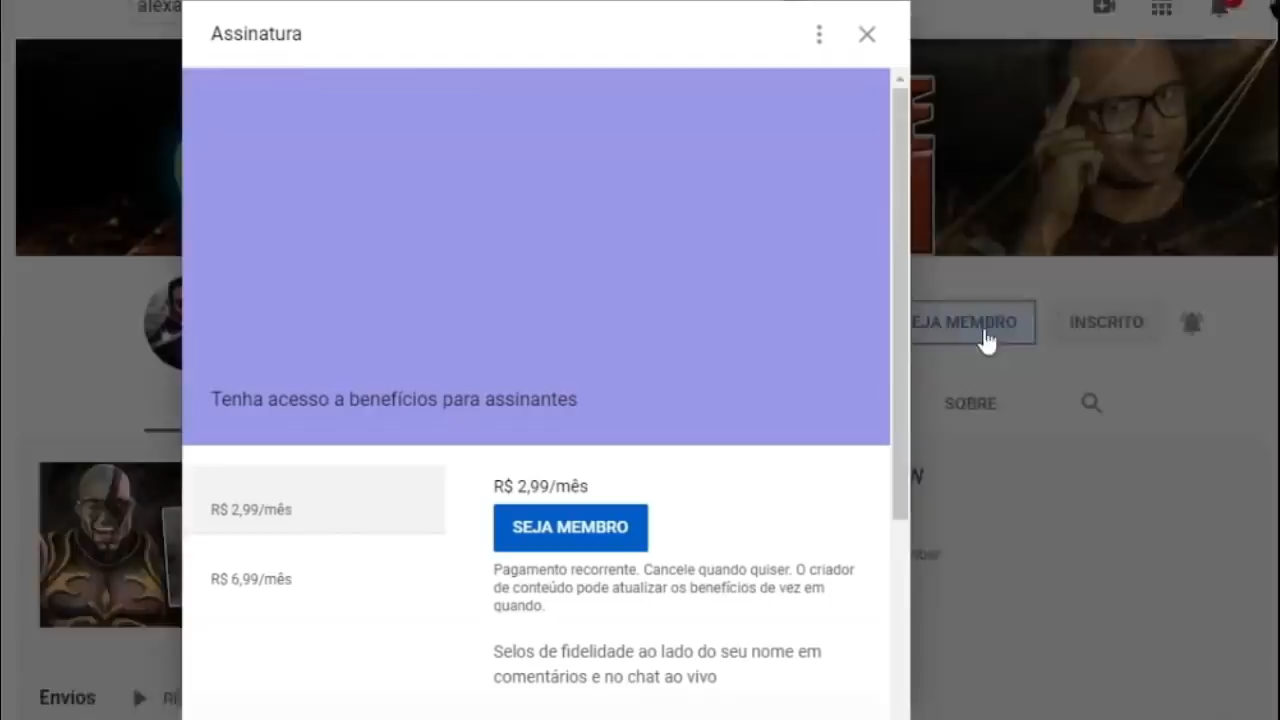 alexa
Assinatura
EJA MEMBRO
INSCRITO
Tenha acesso a benefícios para assinantes
SOBRE
R$ 2,99/mês
R$ 2,99/mês
SEJA MEMBRO
Pagamento recorrente. Cancele quando quiser. O criador
de conteúdo pode atualizar os benefícios de vez em
quando.
R$ 6,99/mês
Selos de fidelidade ao lado do seu nome em
comentários e no chat ao vivo
Envios